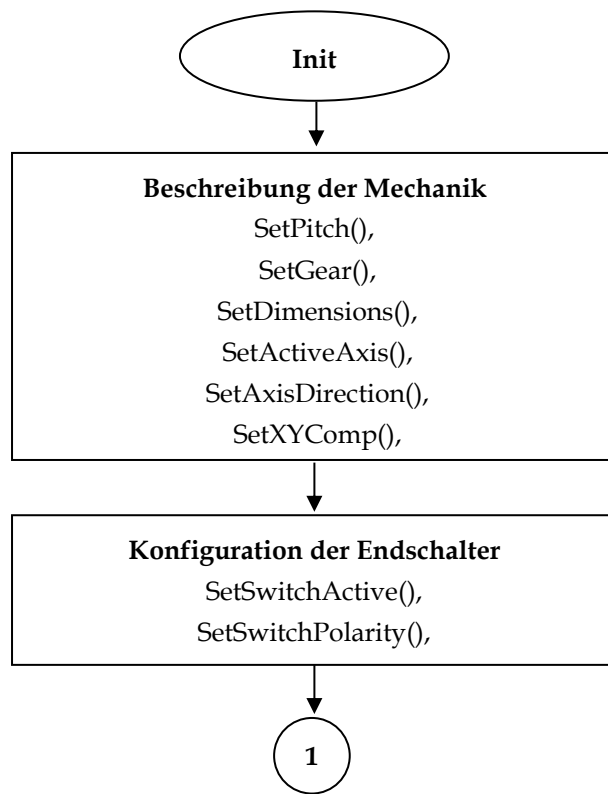 Init
Beschreibung der Mechanik
SetPitch(),
SetGear(),
SetDimensions(),
SetActiveAxis(),
SetAxisDirection(),
SetXYComp(),
Konfiguration der Endschalter
SetSwitchActive(),
SetSwitchPolarity(),
1